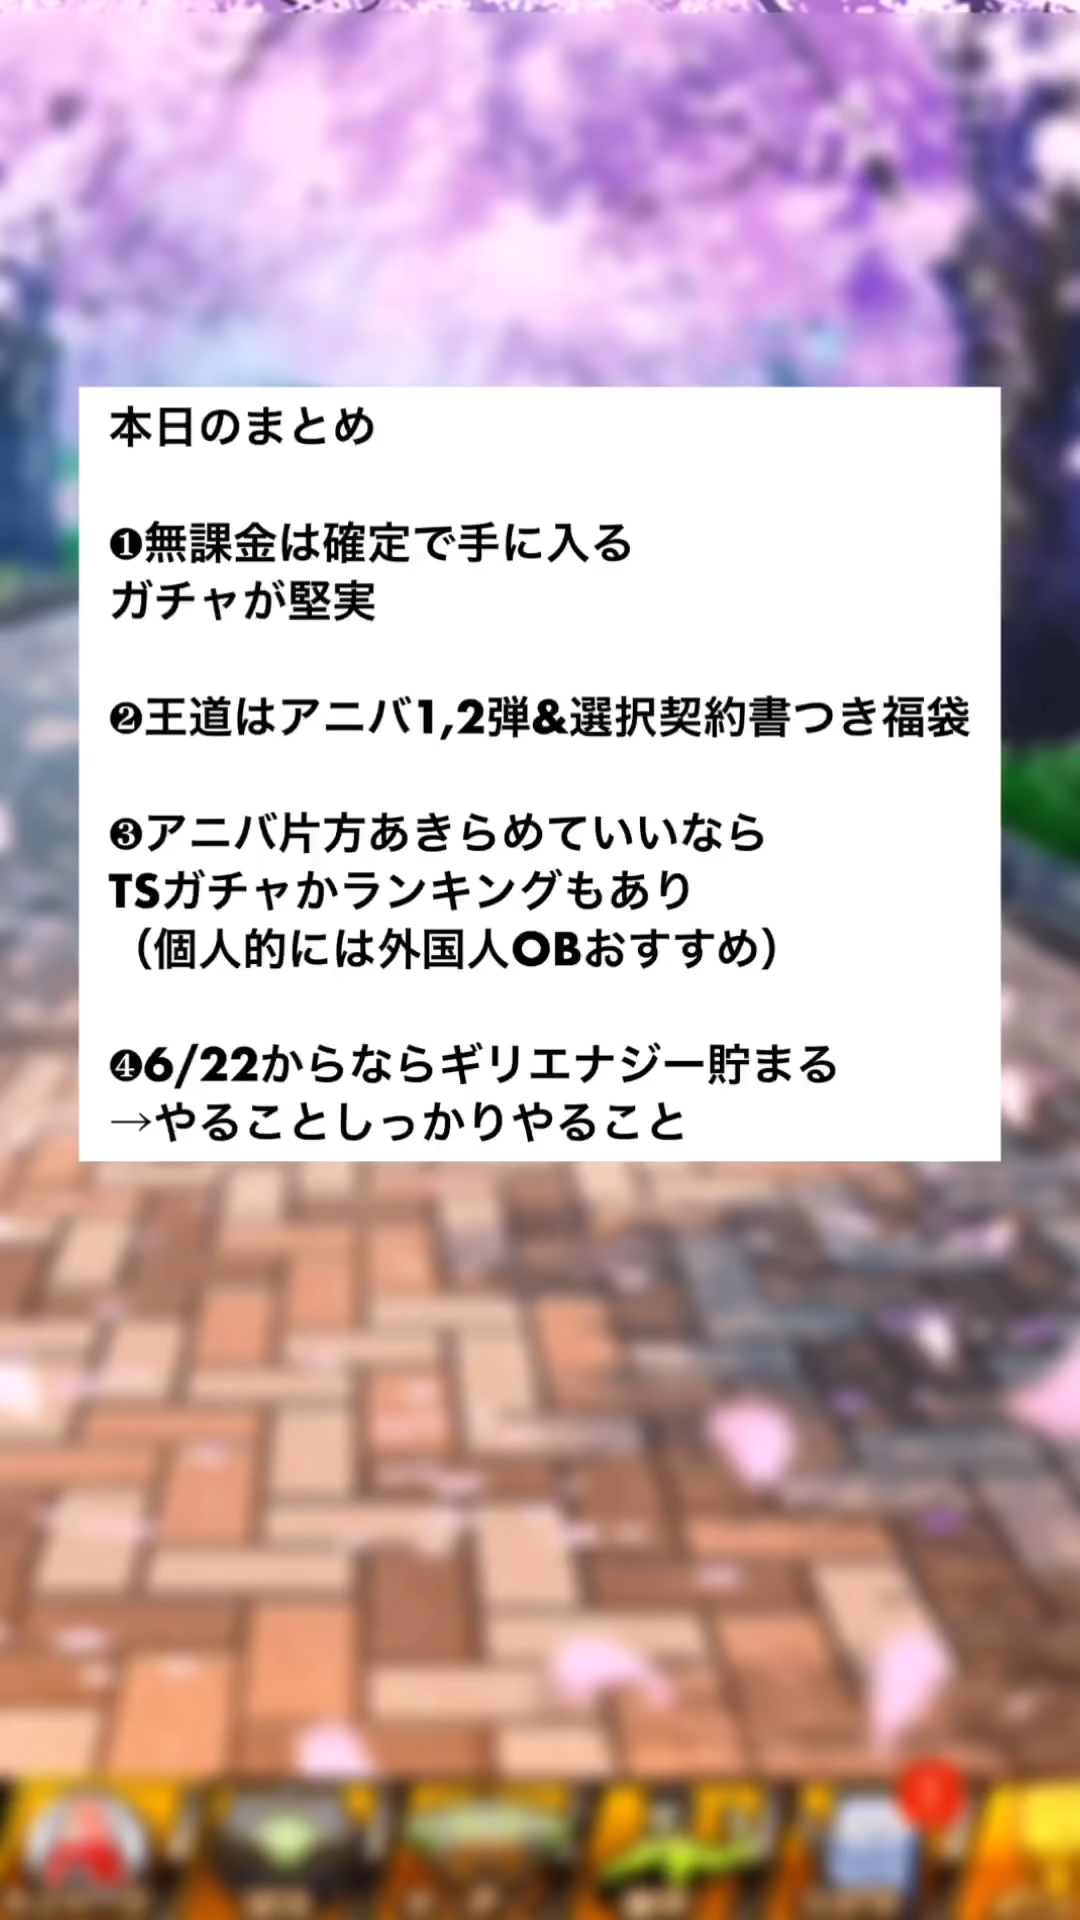 本日のまとめ
❶無課金は確定で手に入る
ガチャが堅実
❷王道はアニバ1,2弾&選択契約書つき福袋
❸アニバ片方あきらめていいなら
TSガチャかランキングもあり
（個人的には外国人OBおすすめ）
❹6/22からならギリエナジー貯まる
→やることしっかりやること